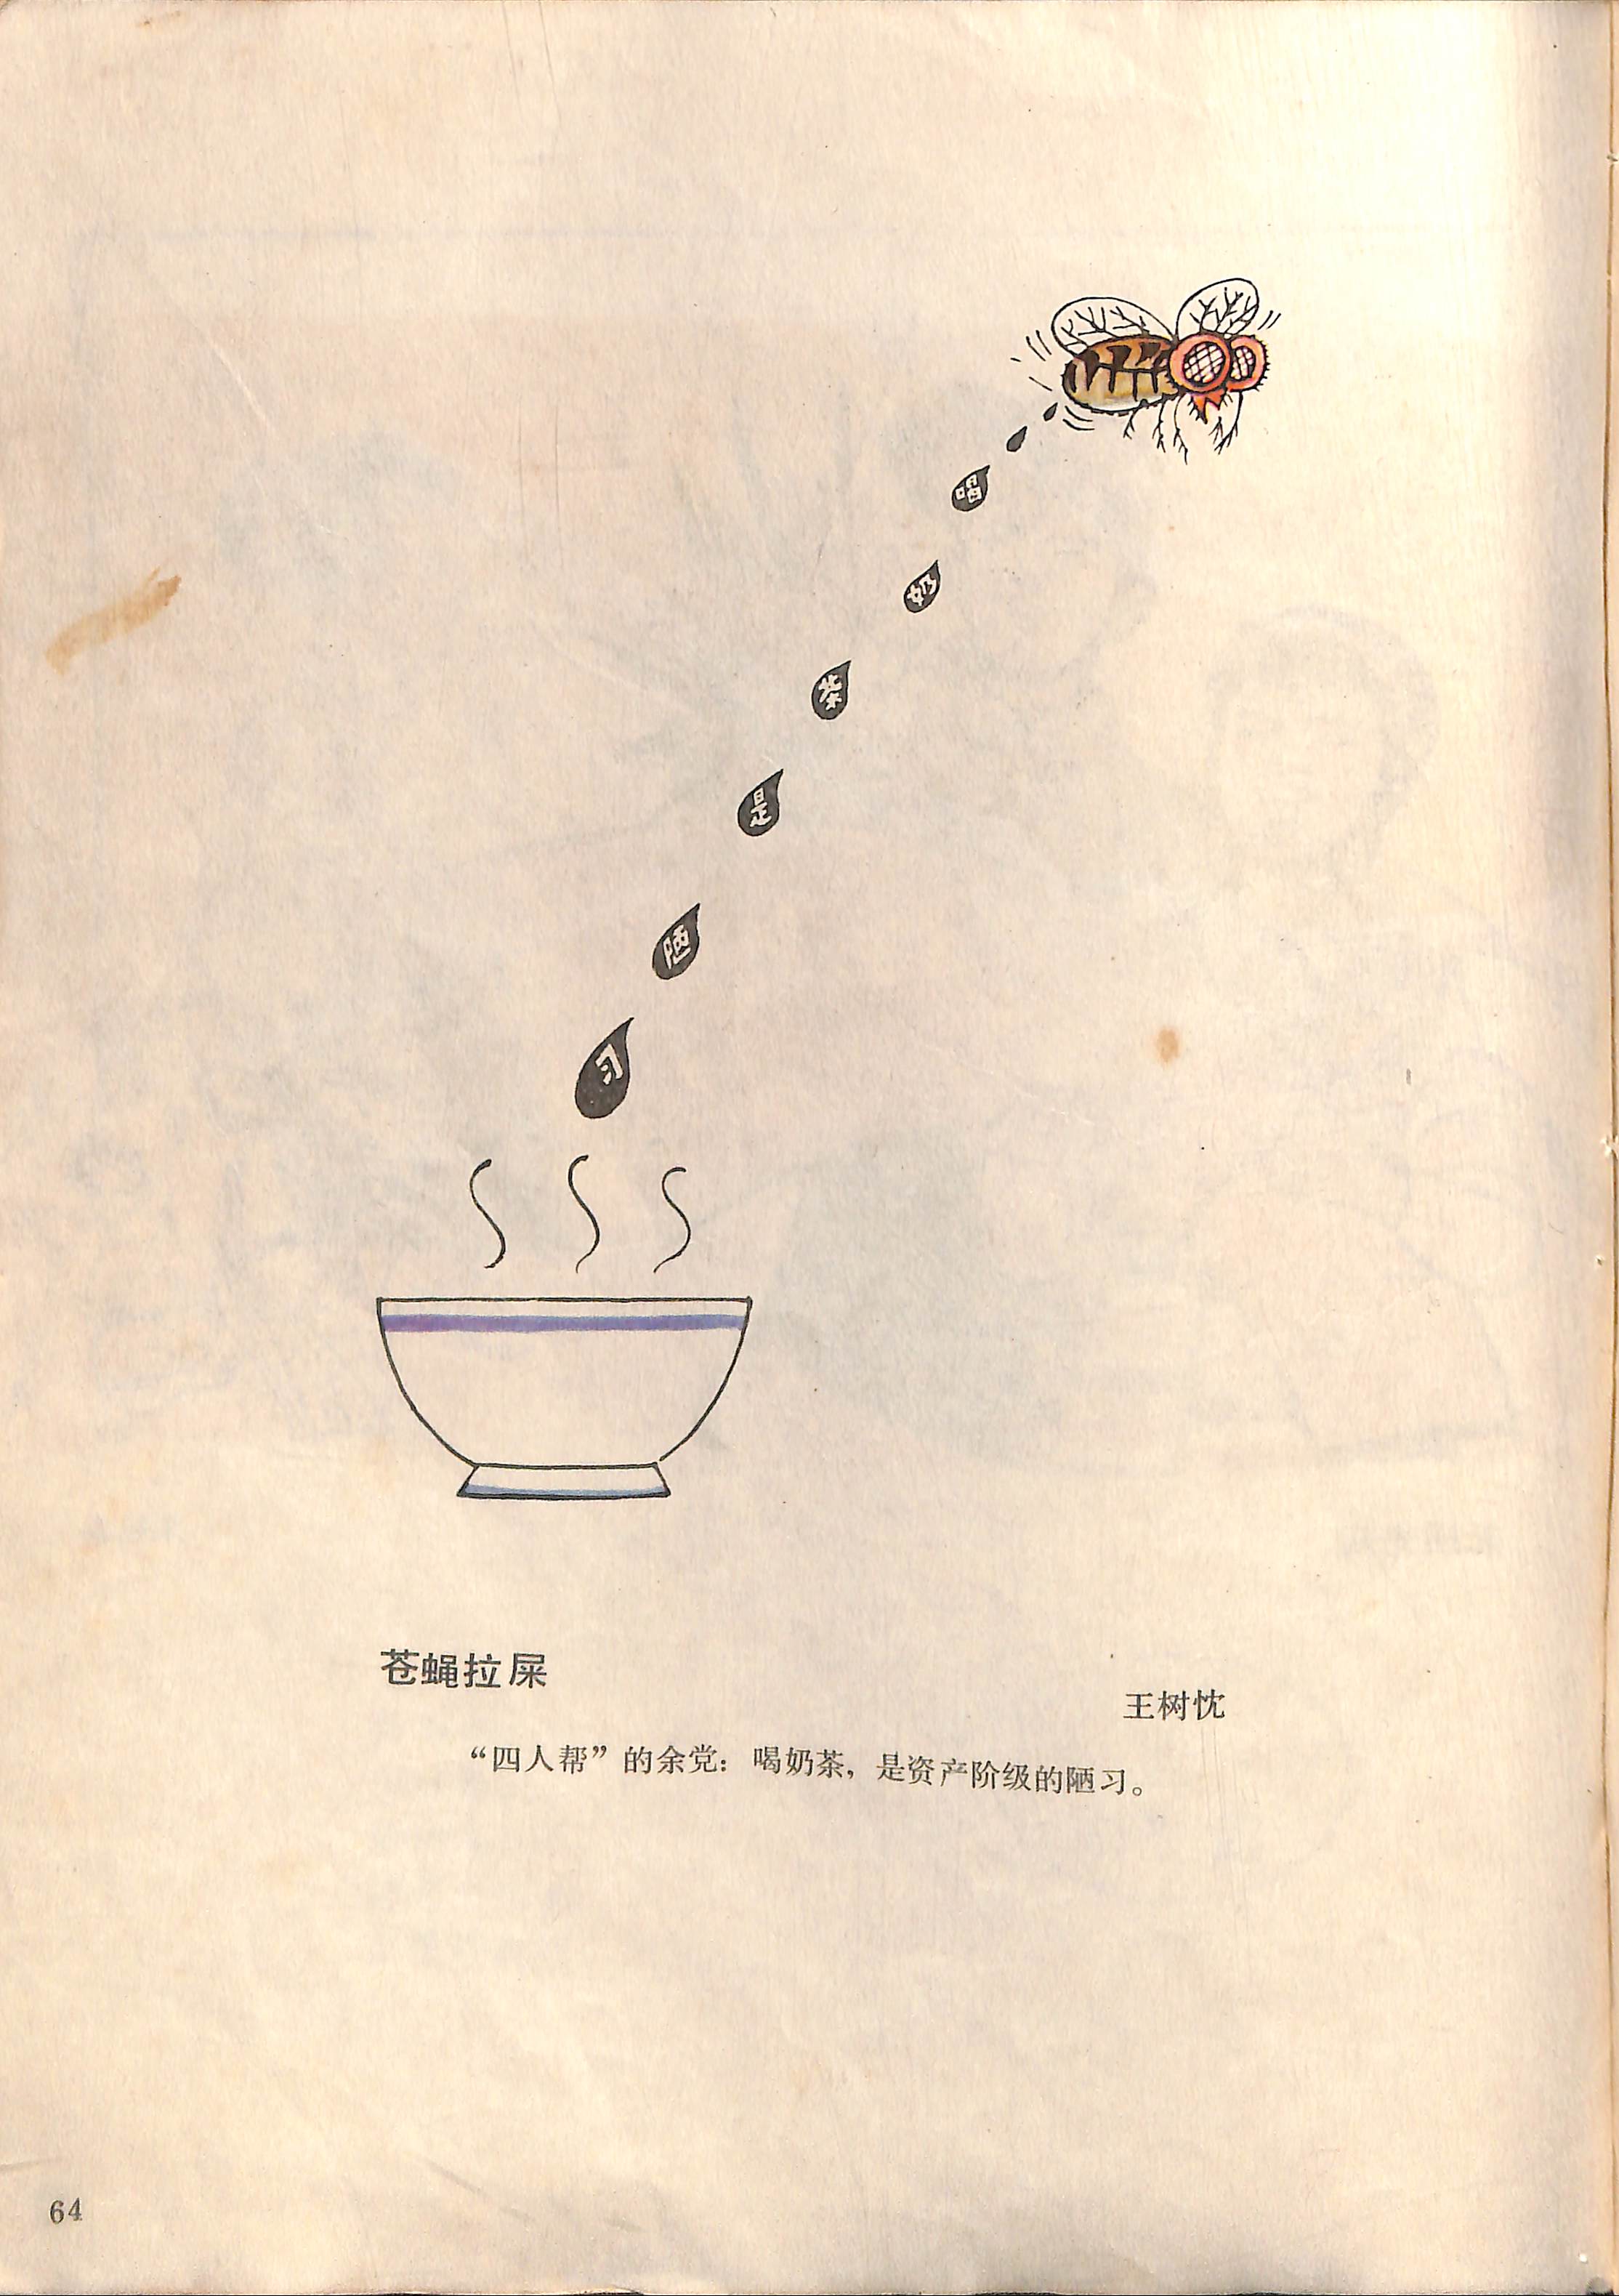 喝
奶
茶
是
陋
习
苍蝇拉屎
王树忱
“四人帮”的余党：喝奶茶，是资产阶级的陋习。
64